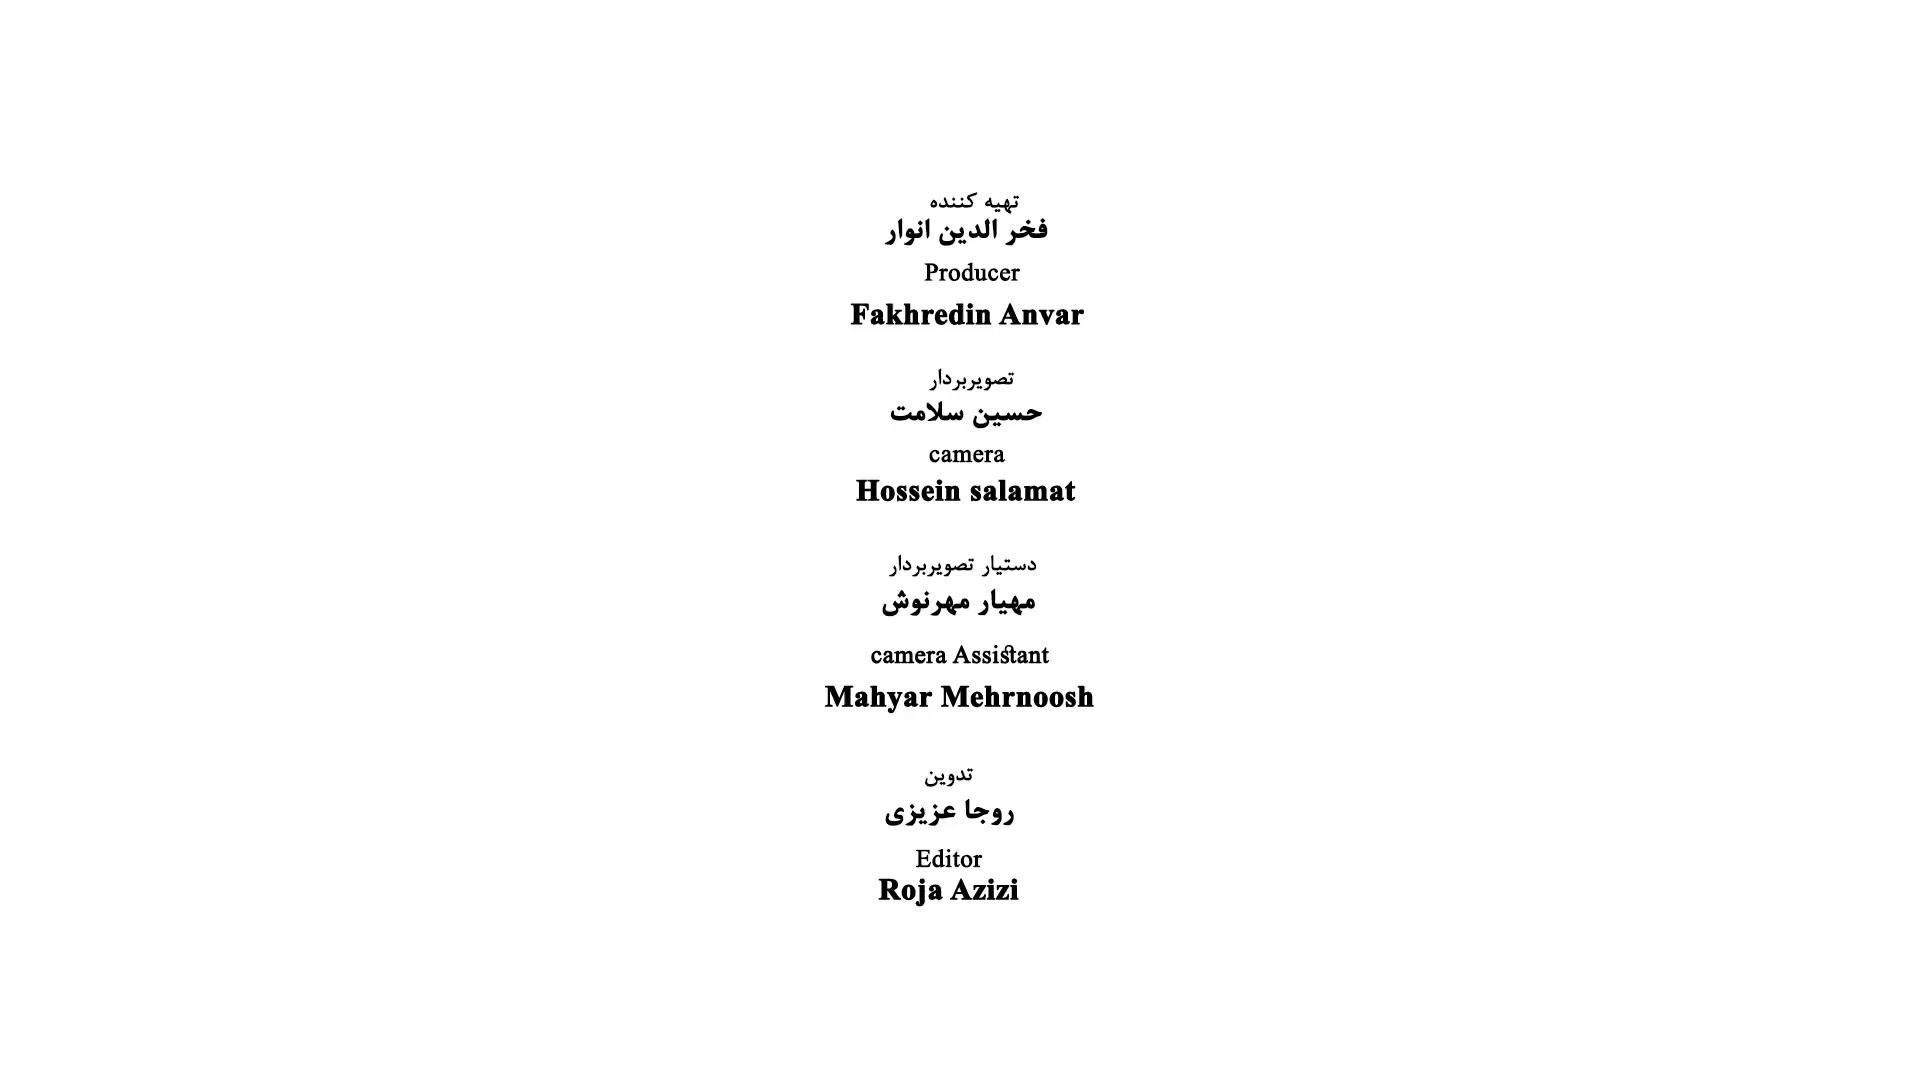 تهیه کننده
فخر الدین انوار
Producer
Fakhredin Anvar
تصویربردار
حسین سلامت
camera
Hossein salamat
دستیار تصویربردار
مهیار مهرنوش
camera Assistant
Mahyar Mehrnoosh
تدوین
روجا عزیزی
Editor
Roja Azizi